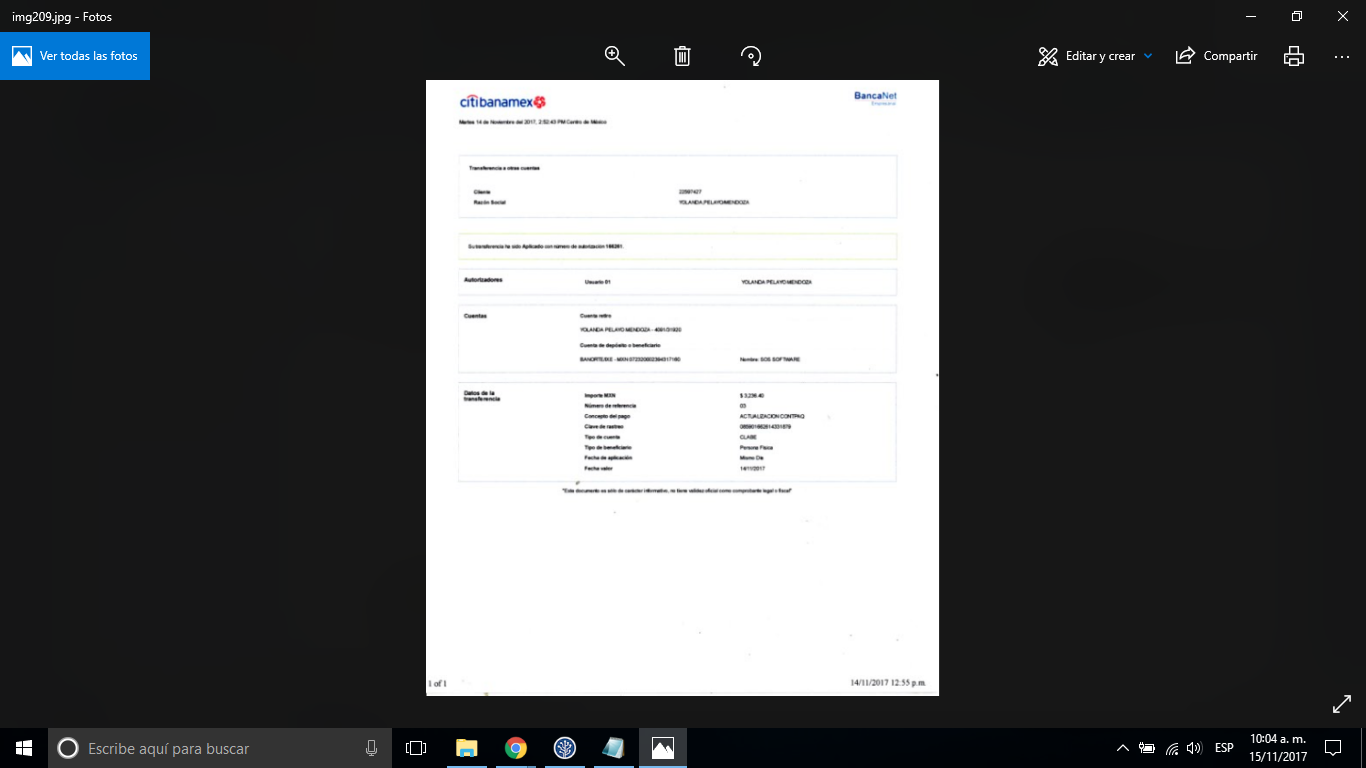 img209.jpg - Fotos
Ver todas las fotos
Editar y crear
Compartir
citibanamex
BancaNet
Empresarial
Martes 14 de Noviembre del 2017, 2:52:43 PM Centro de México
Transferencia a otras cuentas
Cliente
Razón Social YOLANDA,PELAYO/MENDOZA
Su transferencia ha sido Aplicada con número de autorización
Autorizadores Usuario 01 YOLANDA PELAYO MENDOZA
Cuentas Cuenta retiro
YOLANDA PELAYO MENDOZA -
Cuenta de depósito o beneficiario
BANORTE/IXE - MXN Nombre: SOS SOFTWARE
Datos de la transferencia Importe MXN $ 3,236.40
Número de referencia 03
Concepto del pago ACTUALIZACION CONTPAQ
Clave de rastreo
Tipo de cuenta CLABE
Tipo de beneficiario Persona Física
Fecha de aplicación Mismo Día
Fecha valor 14/11/2017
"Este documento es sólo de carácter informativo, no tiene validez oficial como comprobante legal o fiscal"
1 of 1
14/11/2017 12:55 p.m.
Escribe aquí para buscar
ESP
10:04 a. m.
15/11/2017